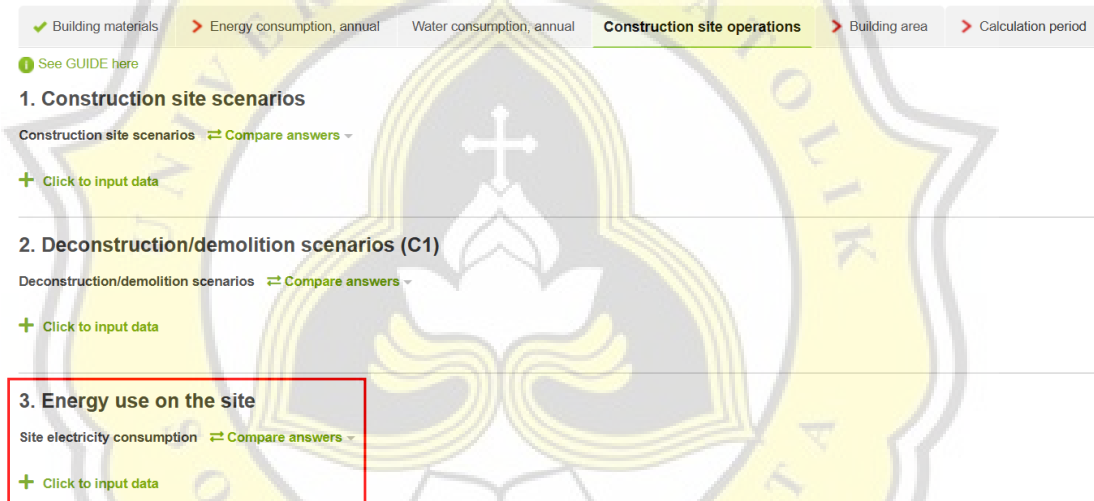 Building materials Energy consumption, annual Water consumption, annual Construction site operations Building area Calculation period
See GUIDE here
1. Construction site scenarios
Construction site scenarios Compare answers
Click to input data
2. Deconstruction/demolition scenarios (C1)
Deconstruction/demolition scenarios Compare answers
Click to input data
3. Energy use on the site
Site electricity consumption Compare answers
Click to input data